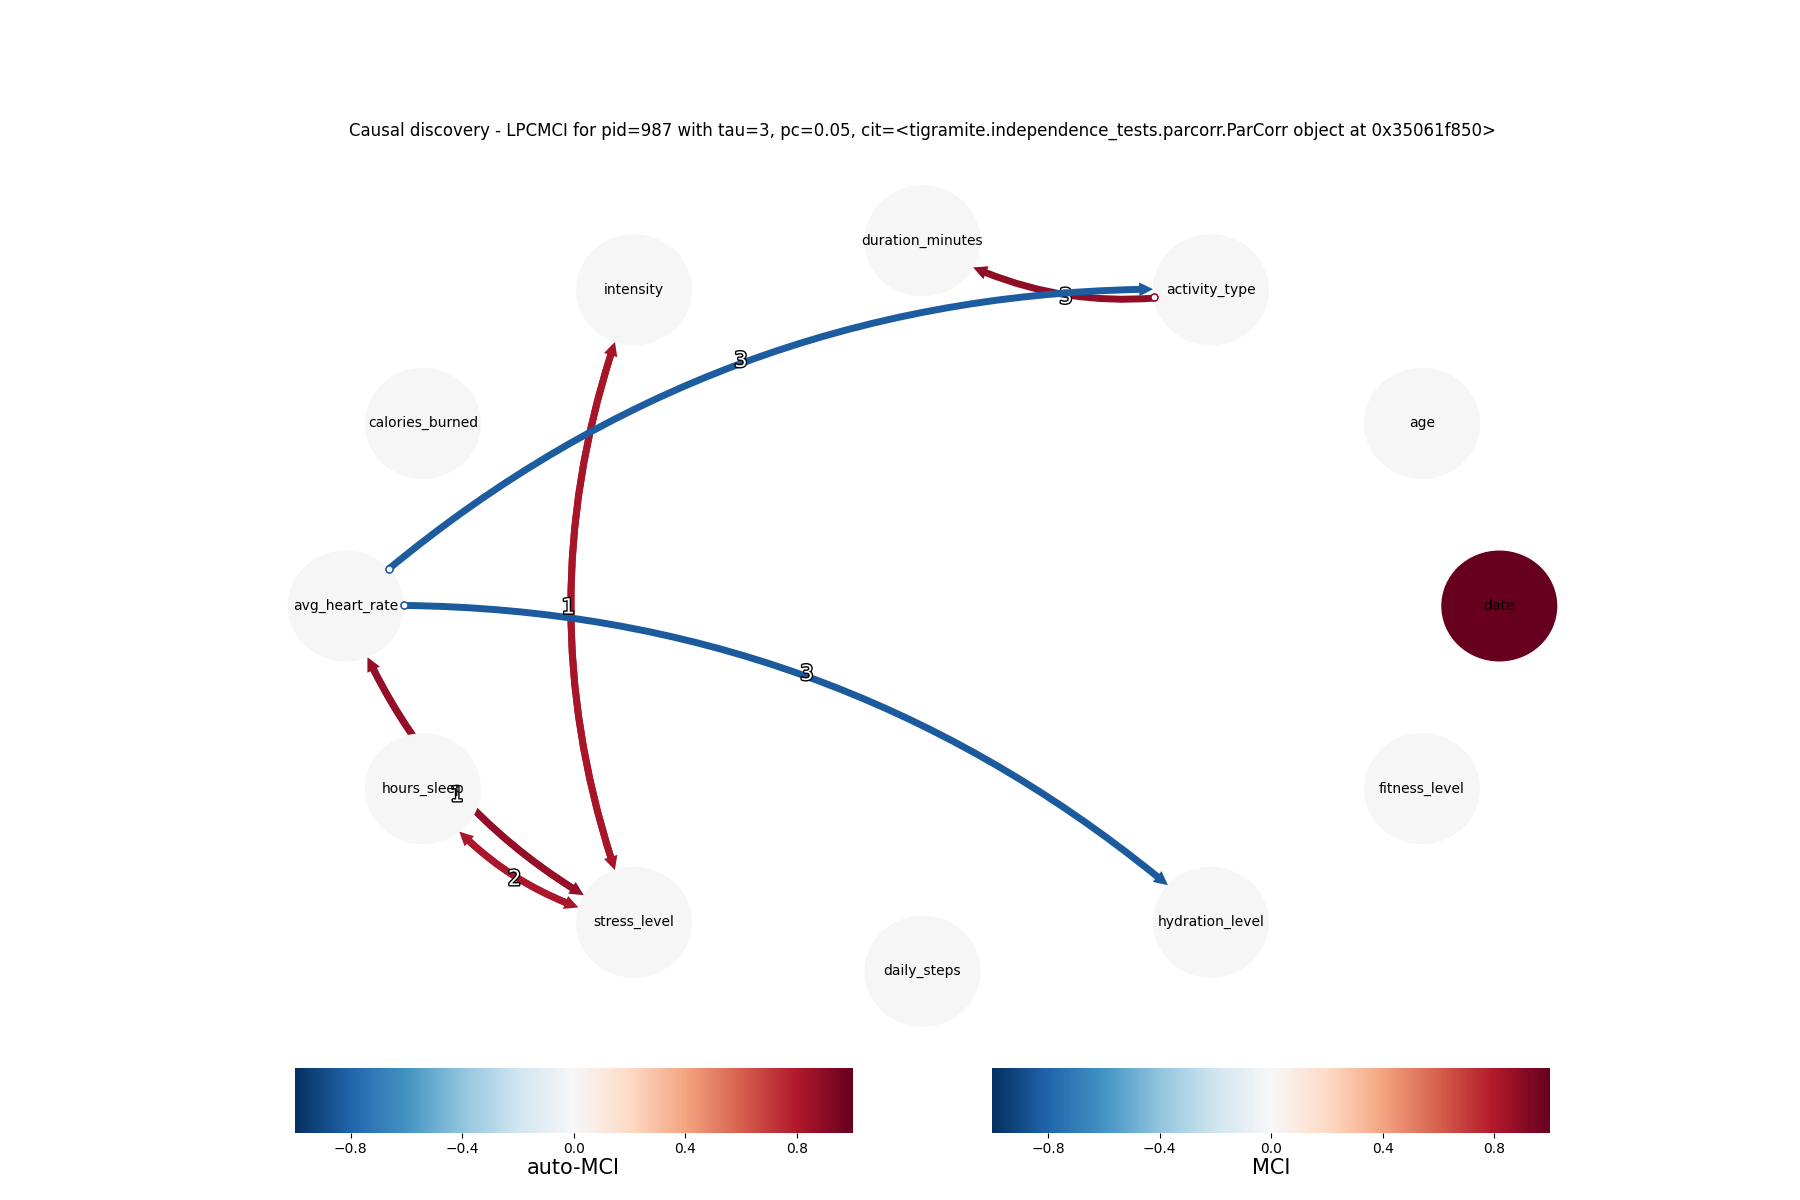 Causal discovery - LPCMCI for pid=987 with tau=3, pc=0.05, cit=<tigramite.independence_tests.parcorr.ParCorr object at 0x35061f850>
duration_minutes
intensity
activity_type
3
3
calories_burned
age
avg_heart_rate
1
date
3
hours_sleep
1
fitness_level
2
stress_level
hydration_level
daily_steps
−0.8 −0.4 0.0 0.4 0.8
auto-MCI
−0.8 −0.4 0.0 0.4 0.8
MCI